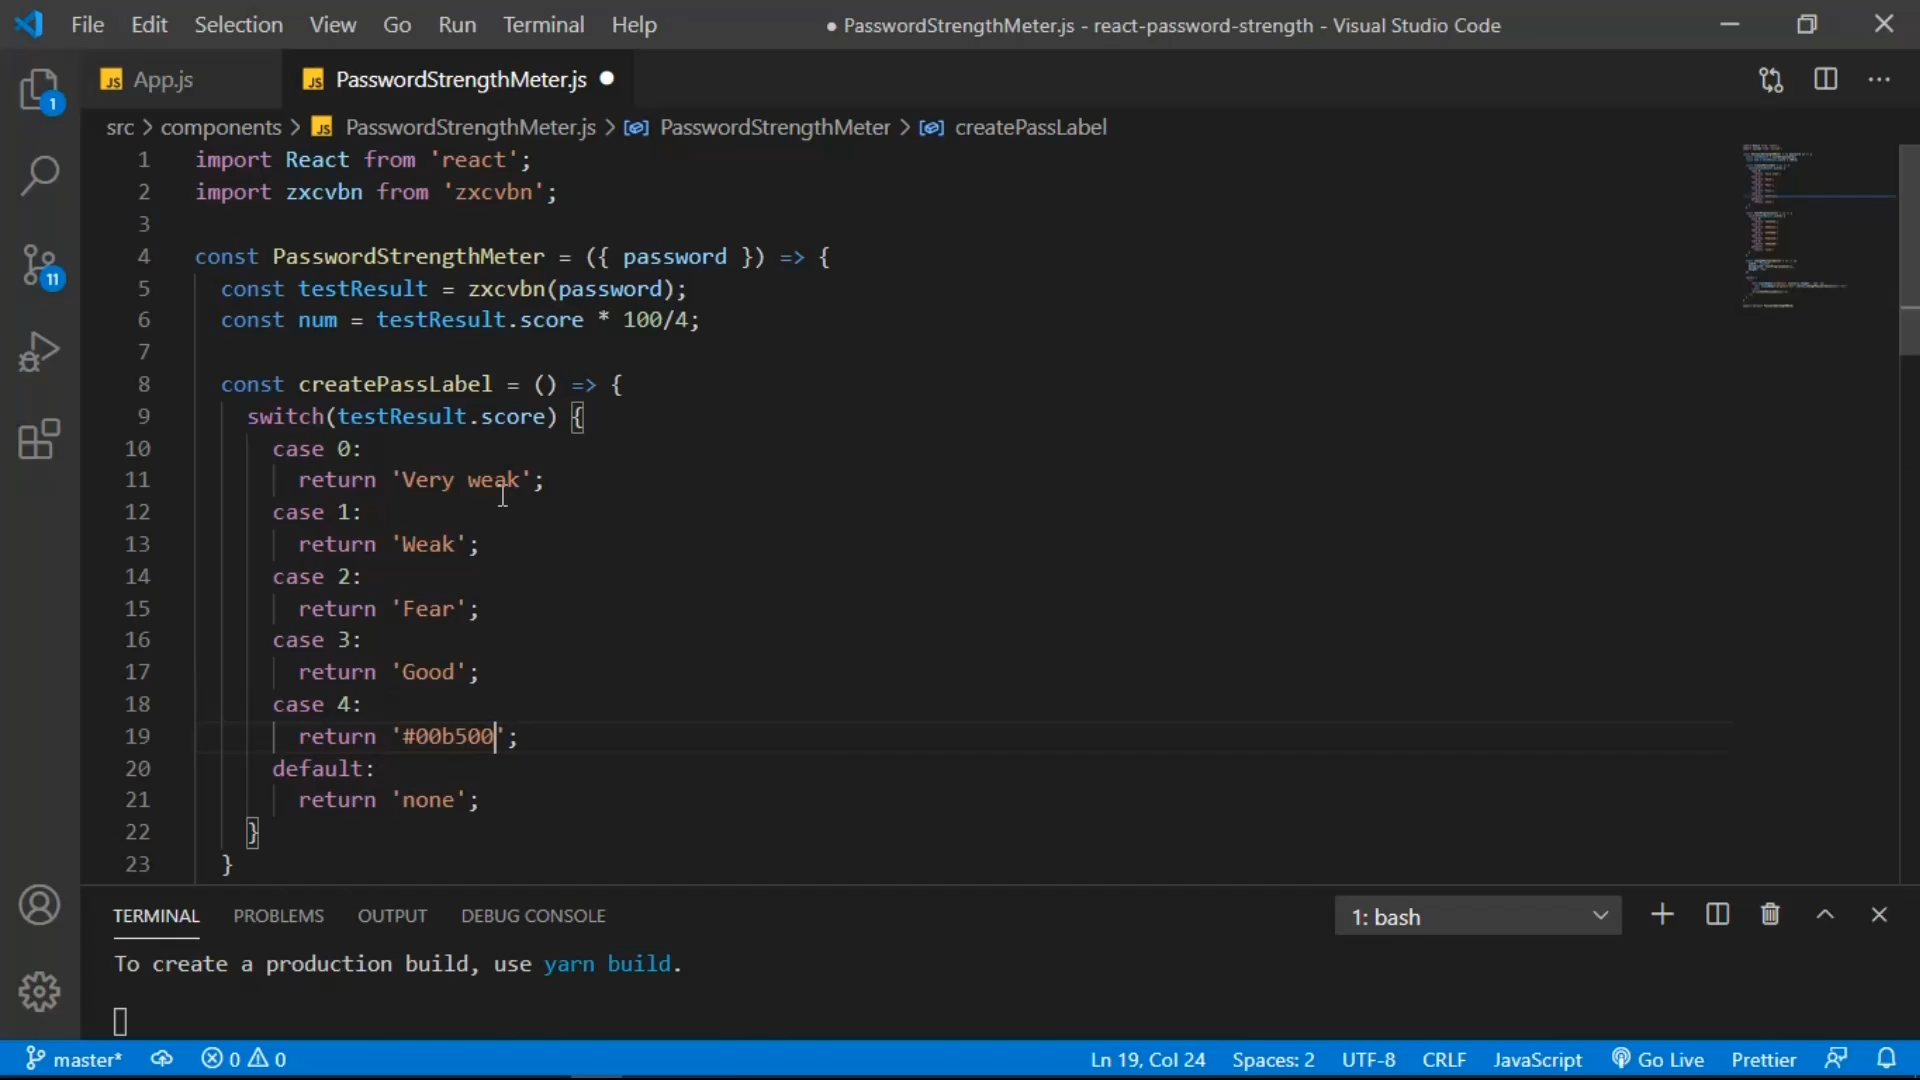 File Edit Selection View Go Run Terminal Help ● PasswordStrengthMeter.js - react-password-strength - Visual Studio Code
JS App.js JS PasswordStrengthMeter.js ●
src > components > JS PasswordStrengthMeter.js > PasswordStrengthMeter > createPassLabel
1 import React from 'react';
2 import zxcvbn from 'zxcvbn';
3
4 const PasswordStrengthMeter = ({ password }) => {
5 const testResult = zxcvbn(password);
6 const num = testResult.score * 100/4;
7
8 const createPassLabel = () => {
9 switch(testResult.score) {
10 case 0:
11 return 'Very weak';
12 case 1:
13 return 'Weak';
14 case 2:
15 return 'Fear';
16 case 3:
17 return 'Good';
18 case 4:
19 return '#00b500';
20 default:
21 return 'none';
22 }
23 }
1
11
TERMINAL PROBLEMS OUTPUT DEBUG CONSOLE 1: bash
To create a production build, use yarn build.
master* 0 0 Ln 19, Col 24 Spaces: 2 UTF-8 CRLF JavaScript Go Live Prettier